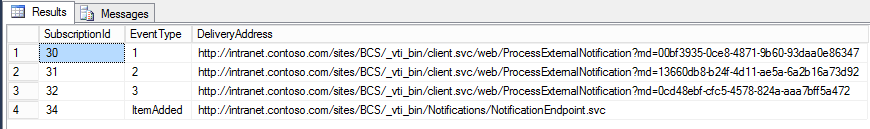 Results Messages
SubscriptionId EventType DeliveryAddress
1 30 1 http://intranet.contoso.com/sites/BCS/_vti_bin/client.svc/web/ProcessExternalNotification?md=00bf3935-0ce8-4871-9b60-93daa0e86347
2 31 2 http://intranet.contoso.com/sites/BCS/_vti_bin/client.svc/web/ProcessExternalNotification?md=13660db8-b24f-4d11-ae5a-6a2b16a73d92
3 32 3 http://intranet.contoso.com/sites/BCS/_vti_bin/client.svc/web/ProcessExternalNotification?md=0cd48ebf-cfc5-4578-824a-aaa7bff5a472
4 34 ItemAdded http://intranet.contoso.com/sites/BCS/_vti_bin/Notifications/NotificationEndpoint.svc